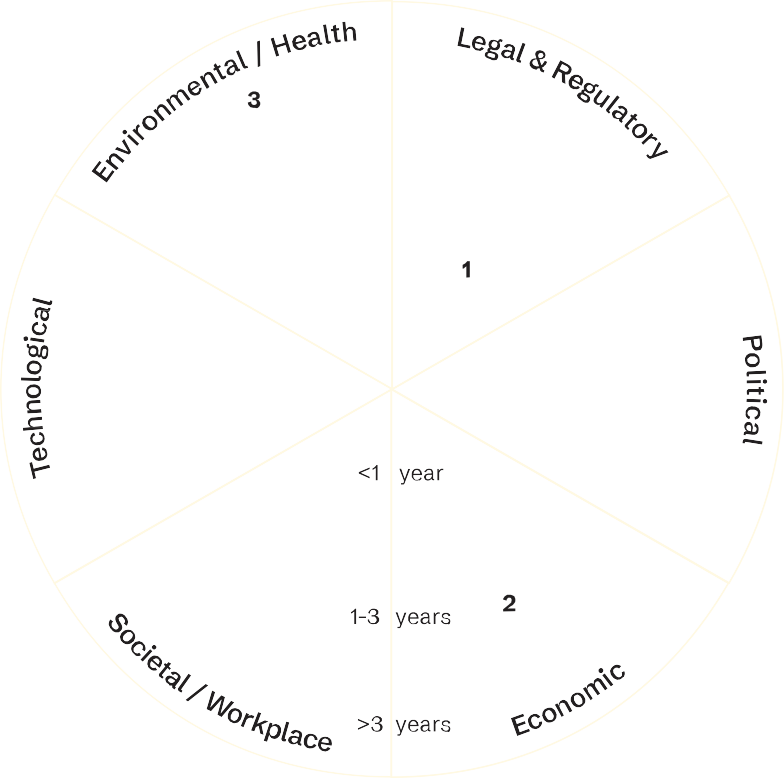 Environmental / Health
Legal & Regulatory
3
1
Technological
Political
<1 year
1-3 years
2
>3 years
Societal / Workplace
Economic